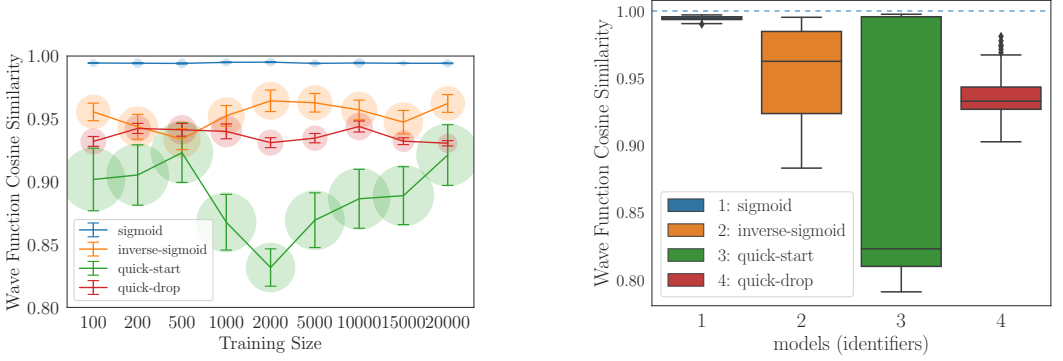 Wave Function Cosine Similarity
1.00
0.95
0.90
0.85
0.80
sigmoid
inverse-sigmoid
quick-start
quick-drop
100 200 500 1000 2000 5000 10000 15000 20000
Training Size
Wave Function Cosine Similarity
1.00
0.95
0.90
0.85
0.80
1: sigmoid
2: inverse-sigmoid
3: quick-start
4: quick-drop
1 2 3 4
models (identifiers)